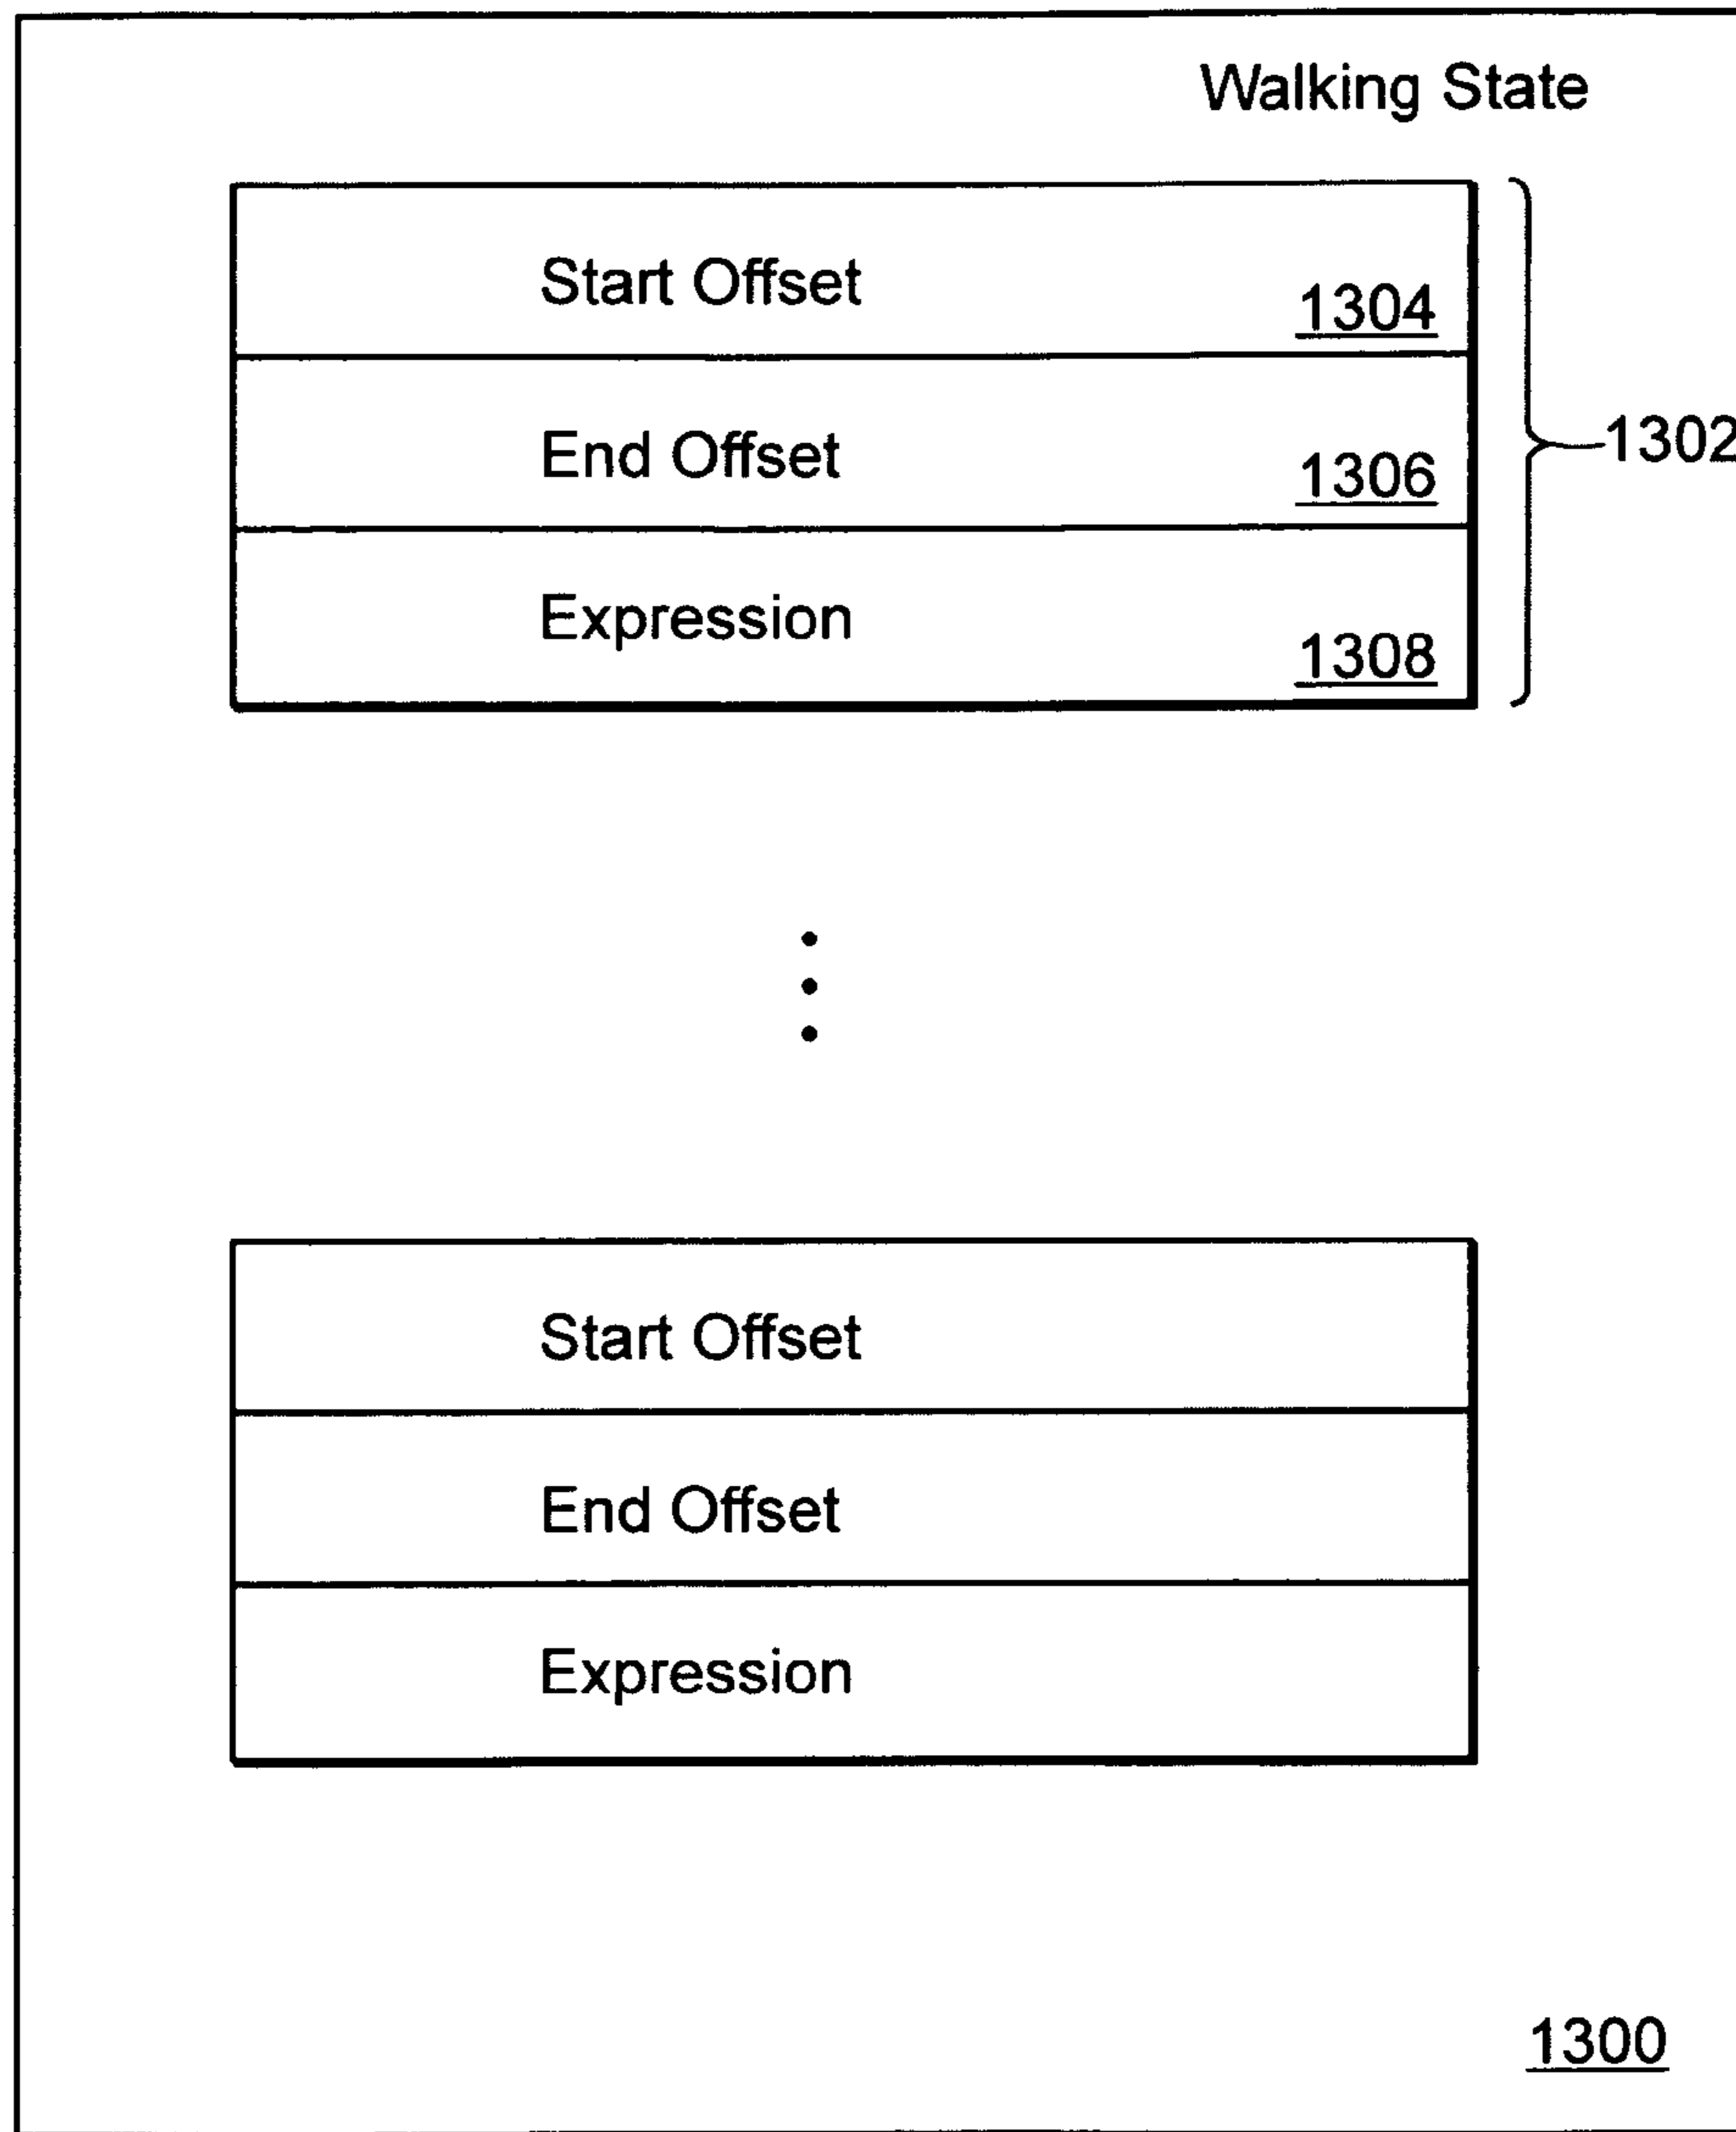 Walking State
Start Offset
1304
End Offset
1306
1302
Expression
1308
Start Offset
End Offset
Expression
1300